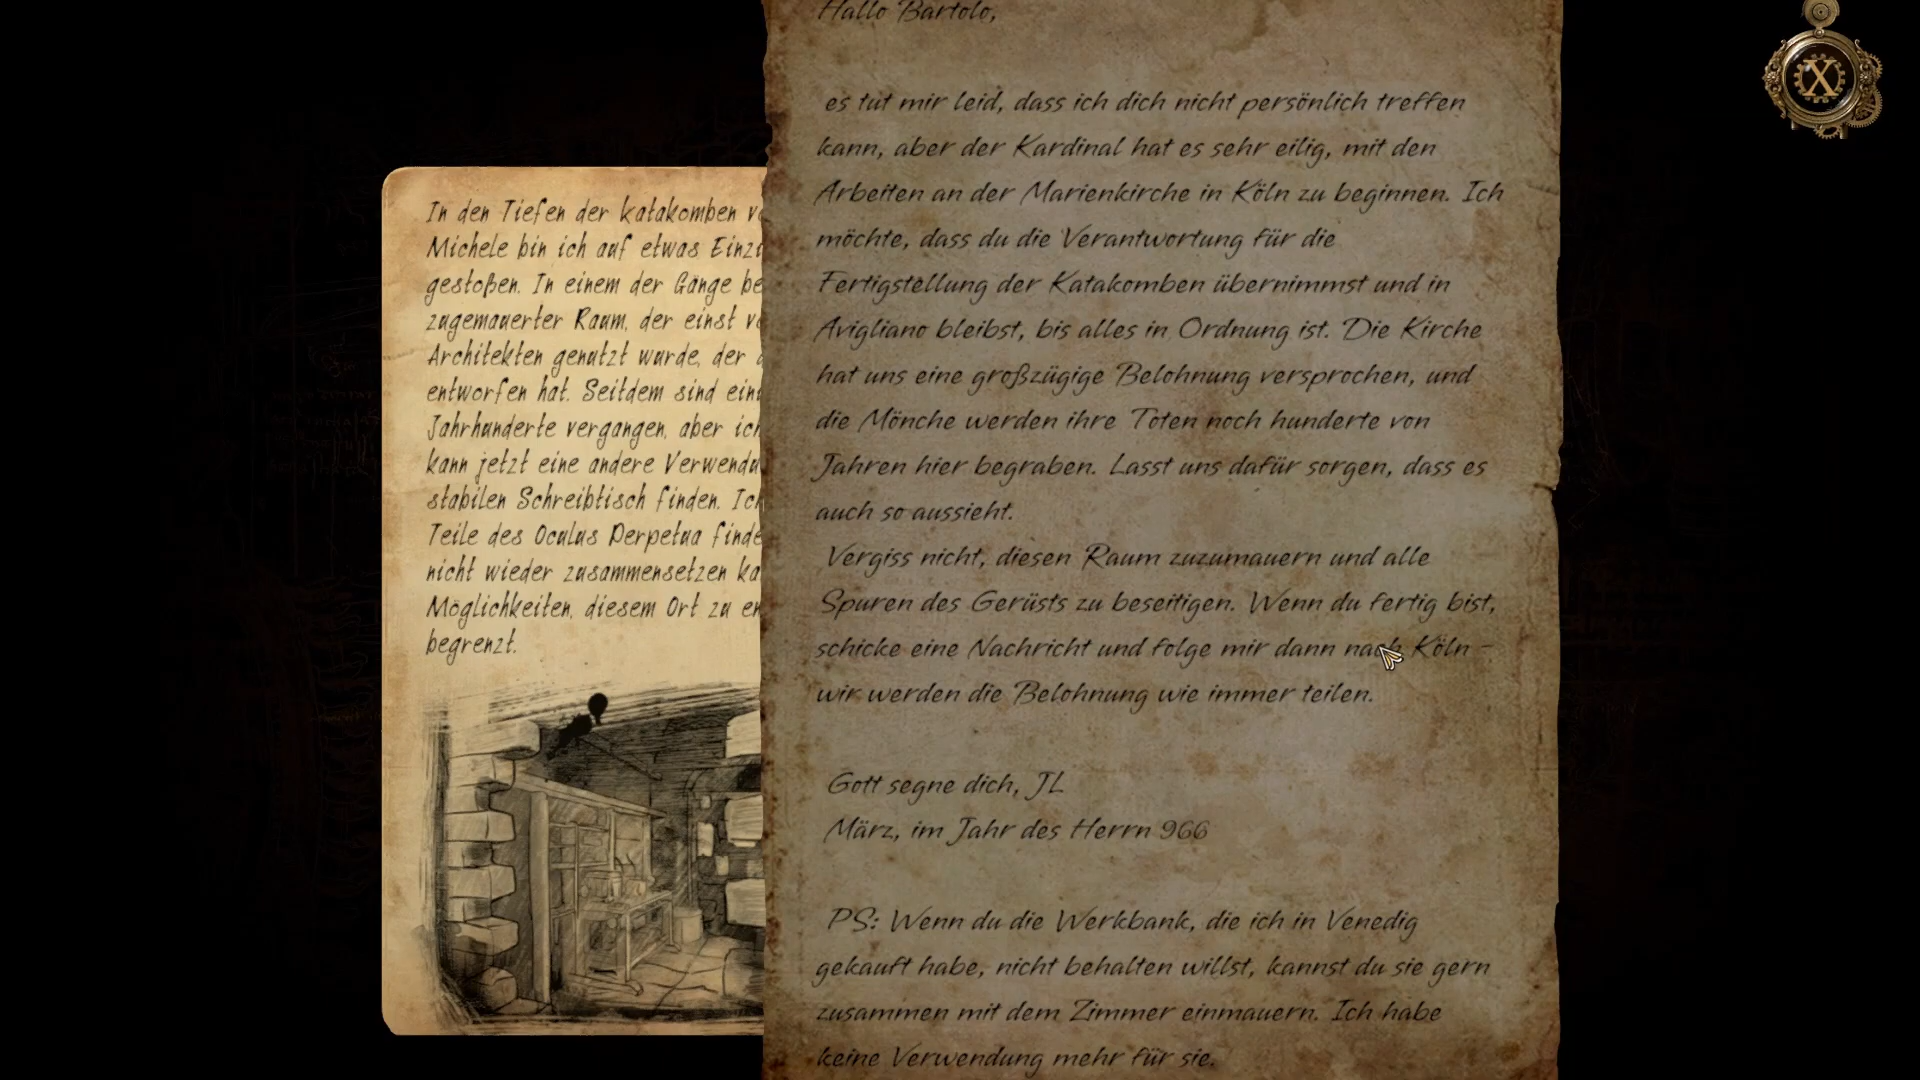 In den Tiefen der Katakomben
Michele bin ich auf etwas
gestoßen. In einem der Gänge
zugemauerter Raum, der einst
Architekten genutzt wurde, der
entworfen hat. Seitdem sind
Jahrhunderte vergangen, aber
kann jetzt eine andere
stabilen Schreibtisch finden.
Teile des Oculus Perpetua
nicht wieder zusammensetzen
Möglichkeiten, diesem Ort zu
begrenzt.
Hallo Bartolo,
es tut mir leid, dass ich dich nicht persönlich treffen
kann, aber der Kardinal hat es sehr eilig, mit den
Arbeiten an der Marienkirche in Köln zu beginnen. Ich
möchte, dass du die Verantwortung für die
Fertigstellung der Katakomben übernimmst und in
Avigliano bleibst, bis alles in Ordnung ist. Die Kirche
hat uns eine großzügige Belohnung versprochen, und
die Mönche werden ihre Toten noch hunderte von
Jahren hier begraben. Lasst uns dafür sorgen, dass es
auch so aussieht.
Vergiss nicht, diesen Raum zuzumauern und alle
Spuren des Gerüsts zu beseitigen. Wenn du fertig bist,
schicke eine Nachricht und folge mir dann nach Köln –
wir werden die Belohnung wie immer teilen.
Gott segne dich, JL
März, im Jahr des Herrn 966
PS: Wenn du die Werkbank, die ich in Venedig
gekauft habe, nicht behalten willst, kannst du sie gern
zusammen mit dem Zimmer einmauern. Ich habe
keine Verwendung mehr für sie.
X